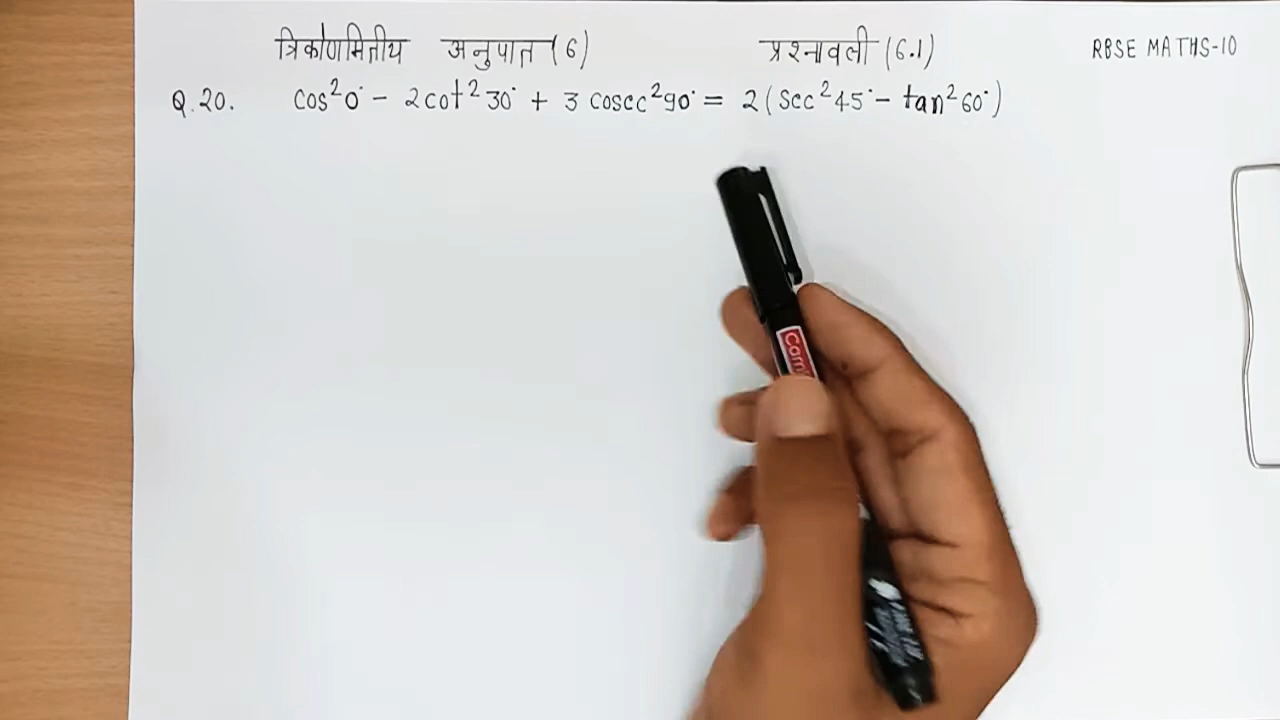 त्रिकोणमितीय अनुपात (6) प्रश्नावली (6.1) RBSE MATHS-10
Q.20. cos²0° - 2cot²30° + 3 cosec²90° = 2(sec²45° - tan²60°)